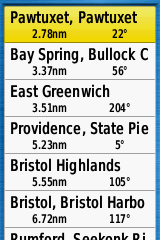 Pawtuxet, Pawtuxet
2.78nm 22°
Bay Spring, Bullock C
3.37nm 56°
East Greenwich
3.51nm 204°
Providence, State Pie
5.23nm 5°
Bristol Highlands
5.55nm 105°
Bristol, Bristol Harbo
6.72nm 117°
Rumford, Seekonk Ri